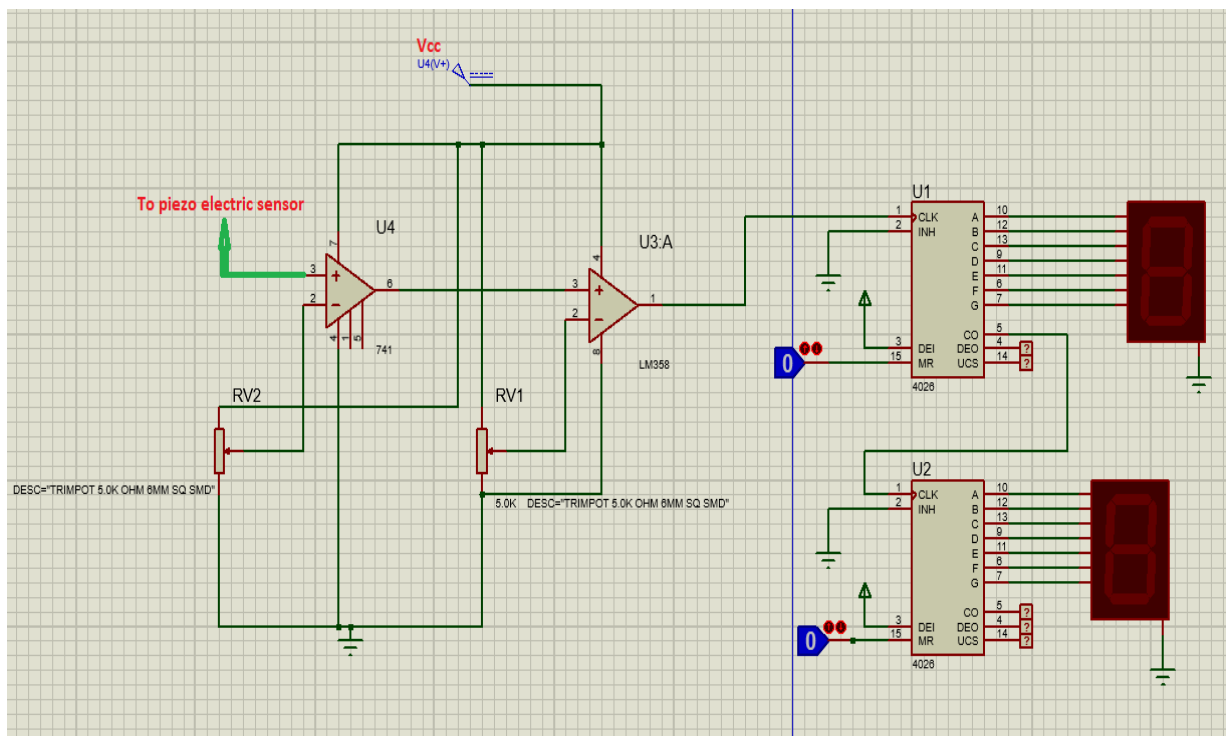 Vcc
U4(V+)
To piezo electric sensor
U4
7
3
6
2
4
1
5
741
U3:A
4
3
1
2
8
LM358
RV2
DESC="TRIMPOT 5.0K OHM 6MM SQ SMD"
RV1
5.0K DESC="TRIMPOT 5.0K OHM 6MM SQ SMD"
U1
1 CLK A 10
2 INH B 12
C 13
D 9
E 11
F 6
G 7
CO 5
3 DEI DEO 4 ?
15 MR UCS 14 ?
0
4026
U2
1 CLK A 10
2 INH B 12
C 13
D 9
E 11
F 6
G 7
CO 5 ?
3 DEI DEO 4 ?
15 MR UCS 14 ?
0
4026